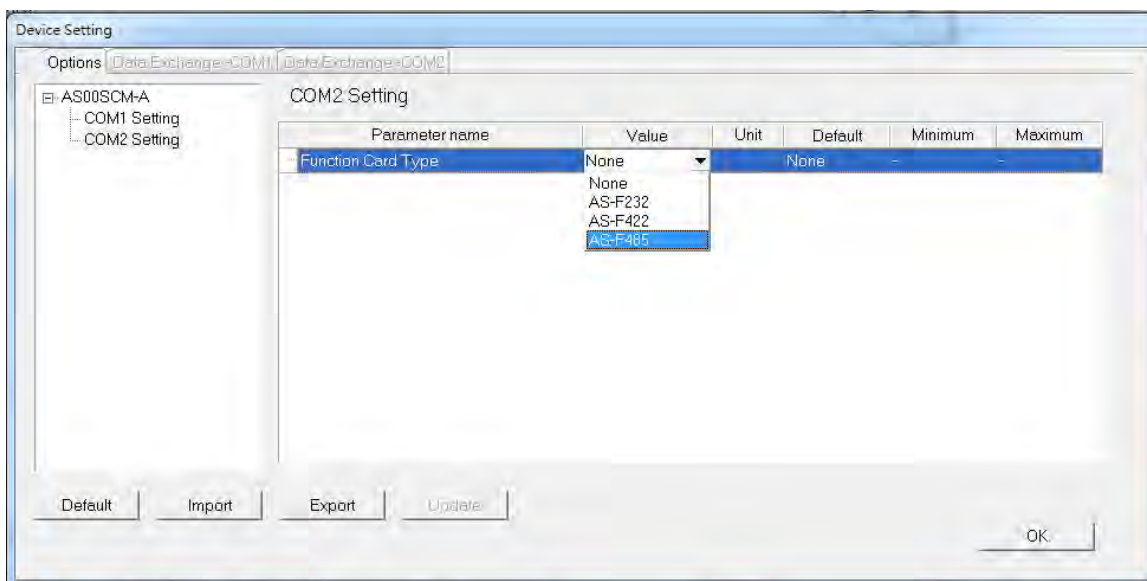 Device Setting
Options Data Exchange -COM1 Data Exchange -COM2
AS00SCM-A
COM1 Setting
COM2 Setting
COM2 Setting
Parameter name Value Unit Default Minimum Maximum
Function Card Type None None - -
None
AS-F232
AS-F422
AS-F485
Default Import Export Update
OK